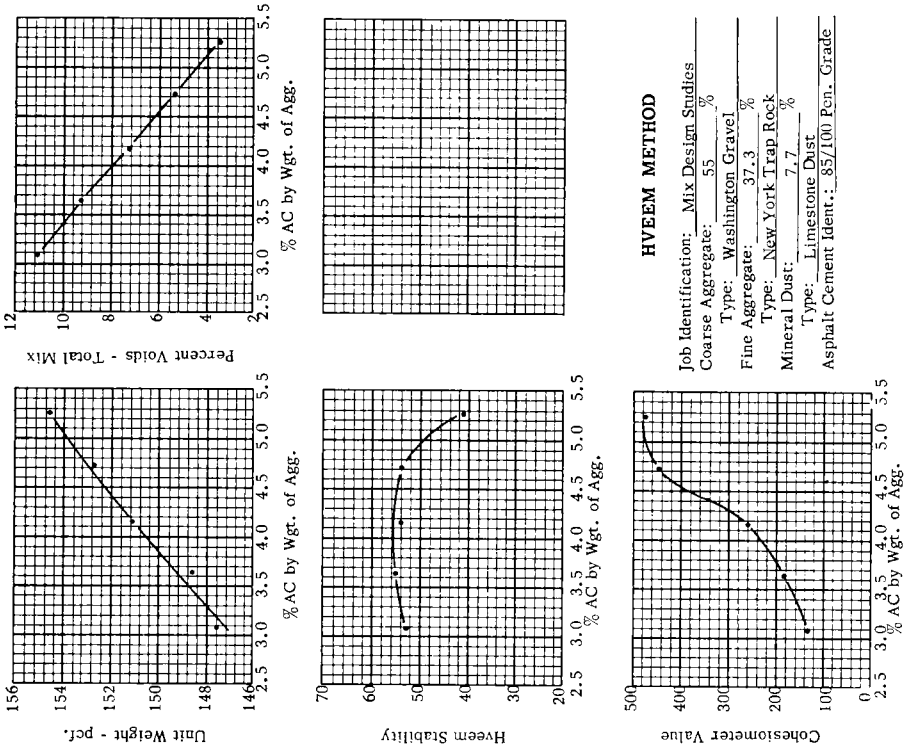 156
154
152
150
148
146
2.5 3.0 3.5 4.0 4.5 5.0 5.5
Unit Weight - pcf.
% AC by Wgt. of Agg.
12
10
8
6
4
2
2.5 3.0 3.5 4.0 4.5 5.0 5.5
Percent Voids - Total Mix
% AC by Wgt. of Agg.
70
60
50
40
30
20
2.5 3.0 3.5 4.0 4.5 5.0 5.5
Hveem Stability
% AC by Wgt. of Agg.
500
400
300
200
100
0
2.5 3.0 3.5 4.0 4.5 5.0 5.5
Cohesiometer Value
% AC by Wgt. of Agg.
HVEEM METHOD
Job Identification: Mix Design Studies
Coarse Aggregate: 55 %
Type: Washington Gravel
Fine Aggregate: 37.3 %
Type: New York Trap Rock
Mineral Dust: 7.7 %
Type: Limestone Dust
Asphalt Cement Ident.: 85/100 Pen. Grade